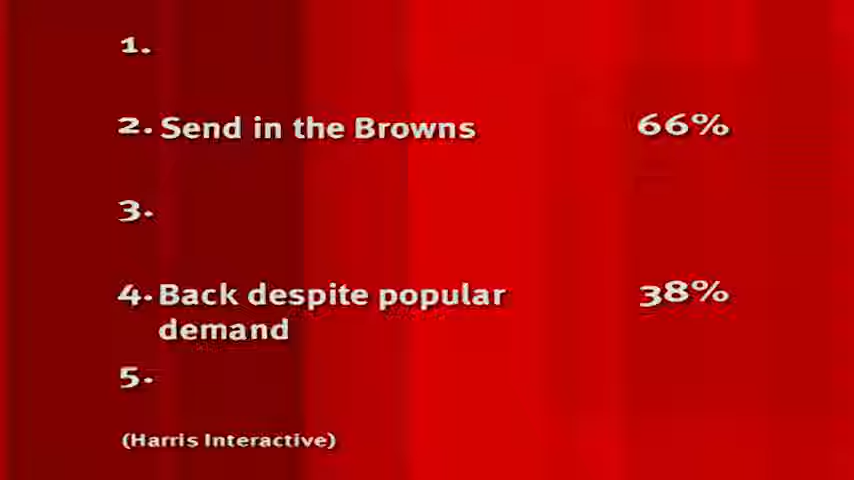 1.
2. Send in the Browns 66%
3.
4. Back despite popular 38%
demand
5.
(Harris Interactive)